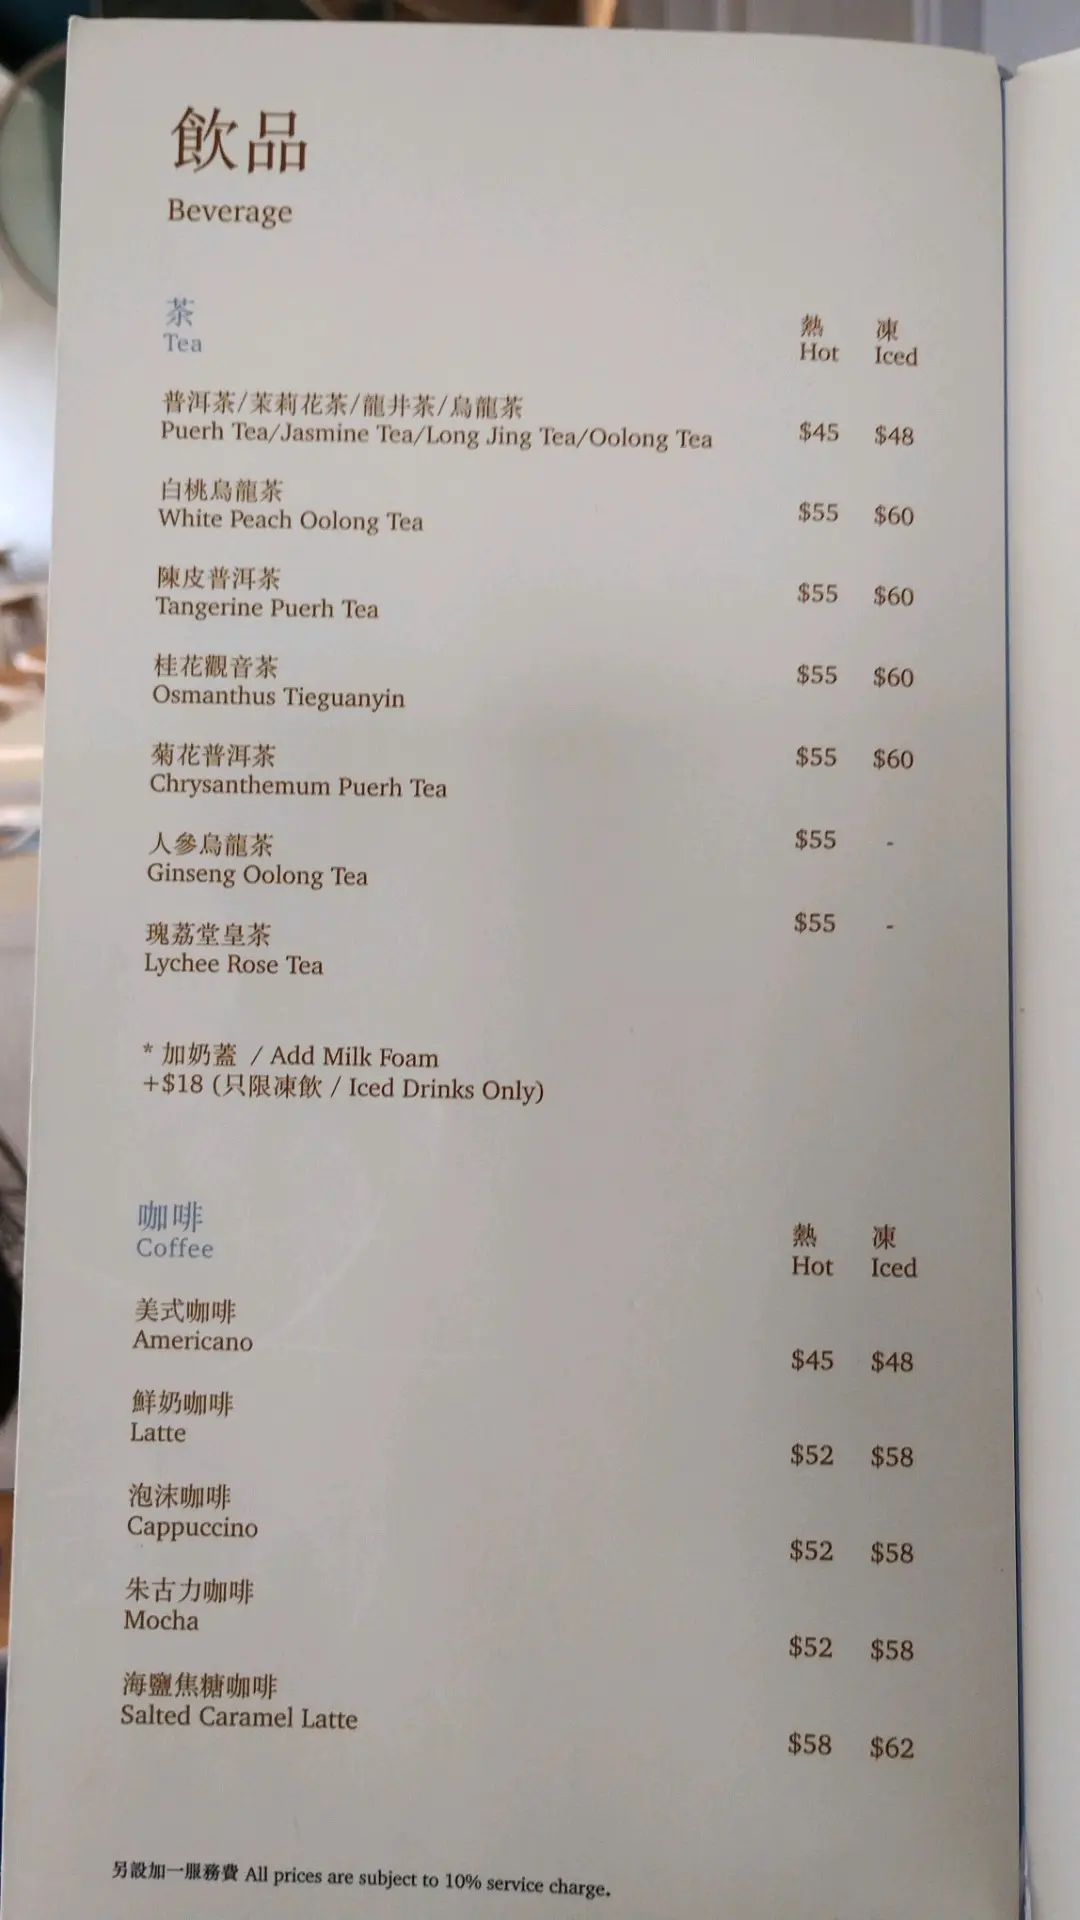 飲品
Beverage
茶
Tea
熱 凍
Hot Iced
普洱茶/茉莉花茶/龍井茶/烏龍茶
Puerh Tea/Jasmine Tea/Long Jing Tea/Oolong Tea $45 $48
白桃烏龍茶
White Peach Oolong Tea $55 $60
陳皮普洱茶
Tangerine Puerh Tea $55 $60
桂花觀音茶
Osmanthus Tieguanyin $55 $60
菊花普洱茶
Chrysanthemum Puerh Tea $55 $60
人參烏龍茶
Ginseng Oolong Tea $55 -
瑰荔堂皇茶
Lychee Rose Tea $55 -
* 加奶蓋 / Add Milk Foam
+$18 (只限凍飲 / Iced Drinks Only)
咖啡
Coffee
熱 凍
Hot Iced
美式咖啡
Americano $45 $48
鮮奶咖啡
Latte $52 $58
泡沫咖啡
Cappuccino $52 $58
朱古力咖啡
Mocha $52 $58
海鹽焦糖咖啡
Salted Caramel Latte $58 $62
另設加一服務費 All prices are subject to 10% service charge.